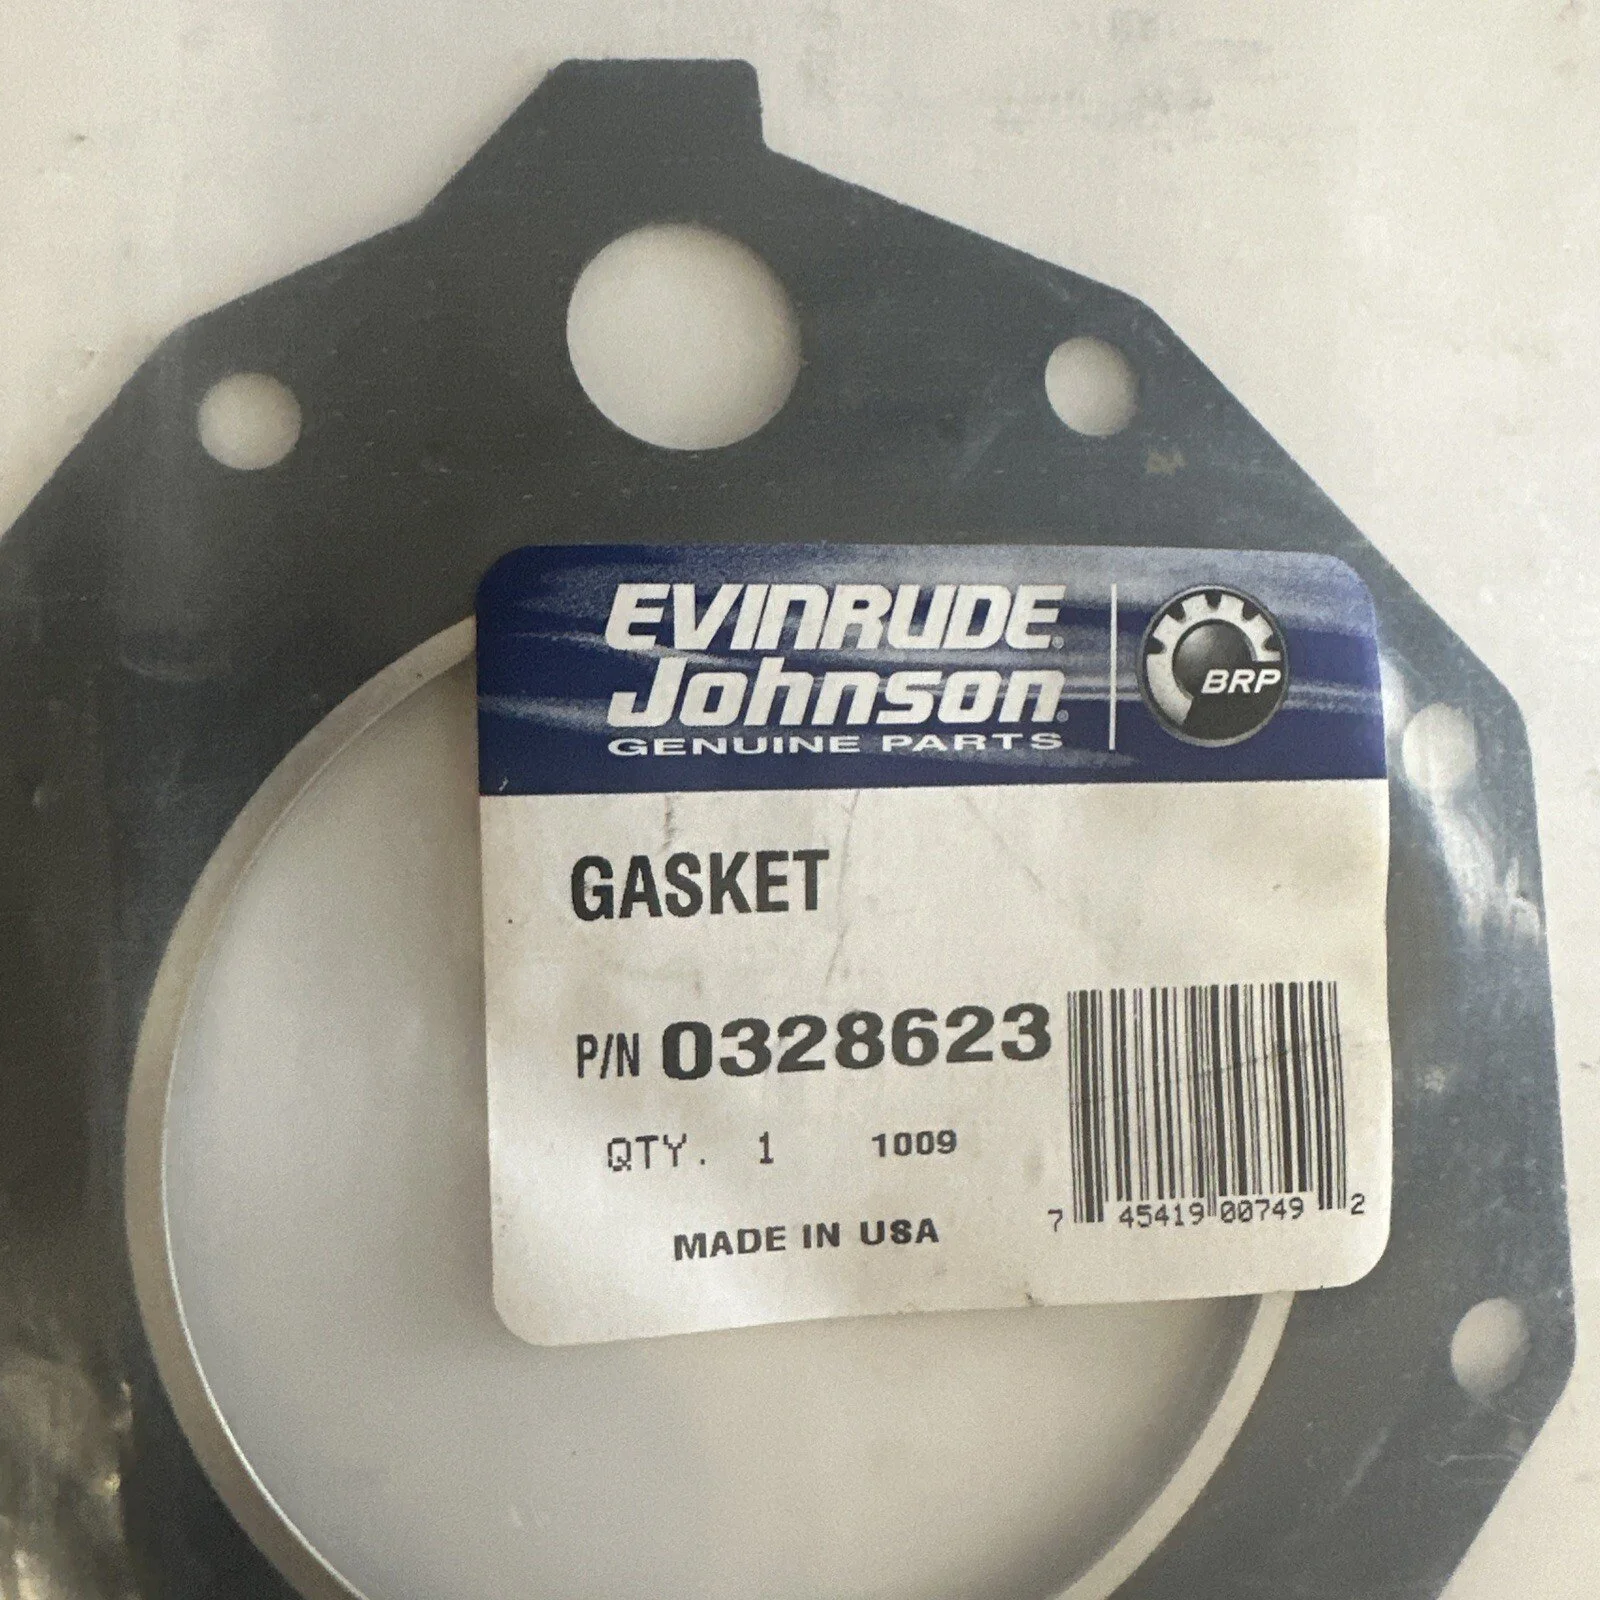 EVINRUDE®
Johnson®
GENUINE PARTS
BRP
GASKET
P/N 0328623
QTY. 1 1009
7 45419 00749 2
MADE IN USA